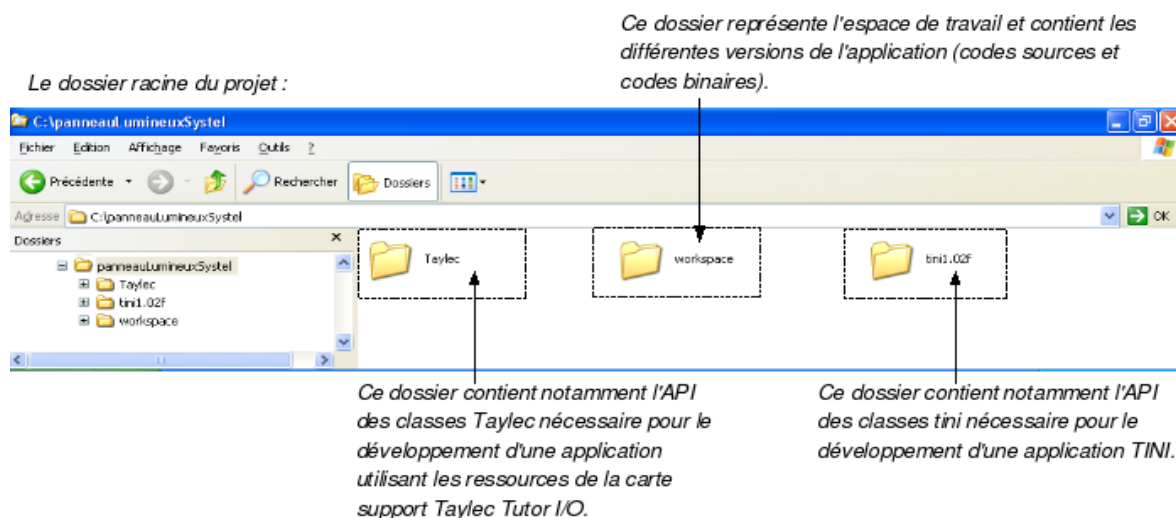 Ce dossier représente l'espace de travail et contient les
différentes versions de l'application (codes sources et
codes binaires).
Le dossier racine du projet :
C:\panneauLumineuxSystel
Fichier Edition Affichage Favoris Outils ?
Précédente Rechercher Dossiers
Adresse C:\panneauLumineuxSystel OK
Dossiers x
panneauLumineuxSystel
Taylec
tini1.02f
workspace
Taylec workspace tini1.02f
Ce dossier contient notamment l'API
des classes Taylec nécessaire pour le
développement d'une application
utilisant les ressources de la carte
support Taylec Tutor I/O.
Ce dossier contient notamment l'API
des classes tini nécessaire pour le
développement d'une application TINI.